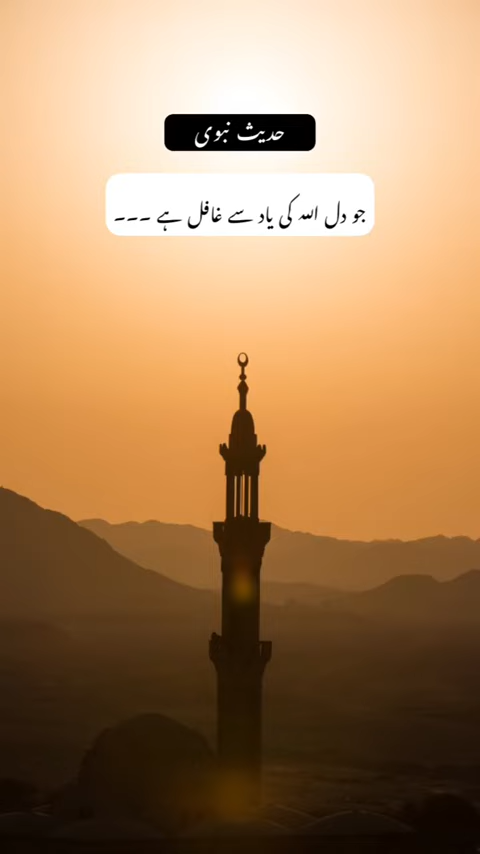 حدیث نبوی
جو دل اللہ کی یاد سے غافل ہے ---